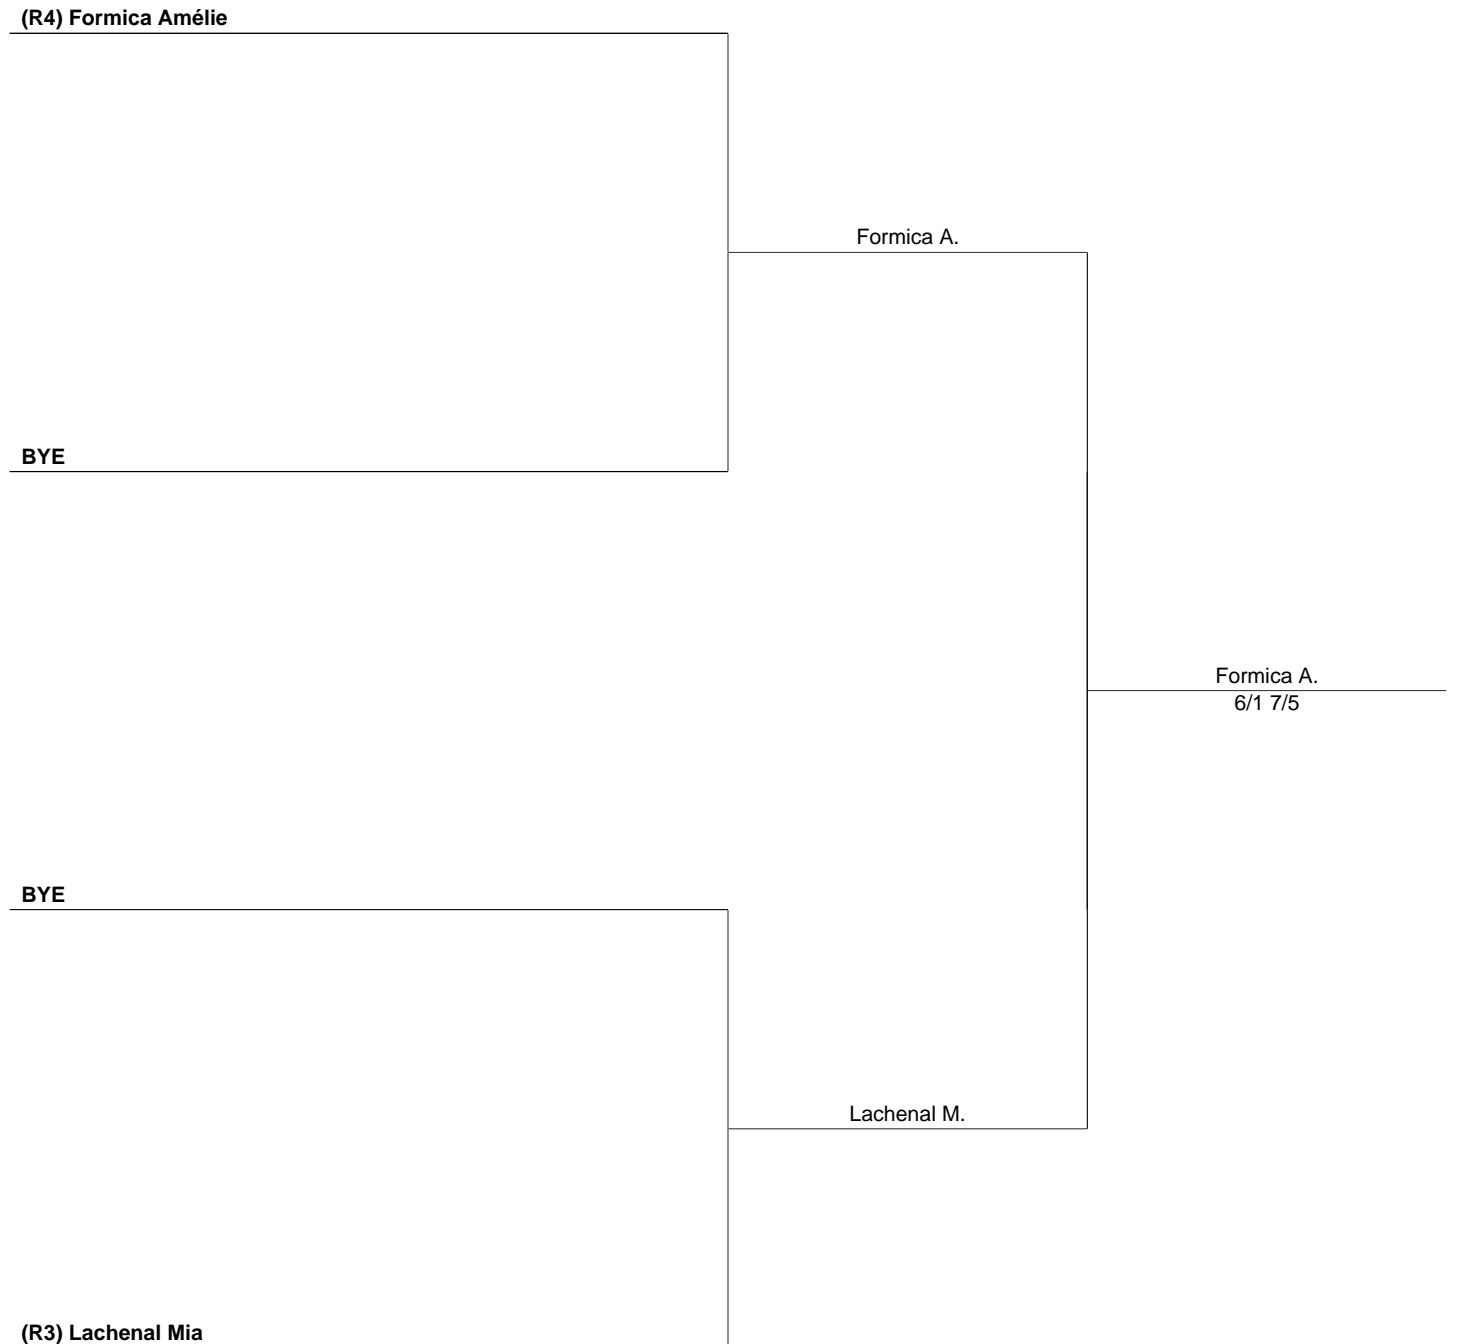 (R4) Formica Amélie
Formica A.
BYE
Formica A.
6/1 7/5
BYE
Lachenal M.
(R3) Lachenal Mia